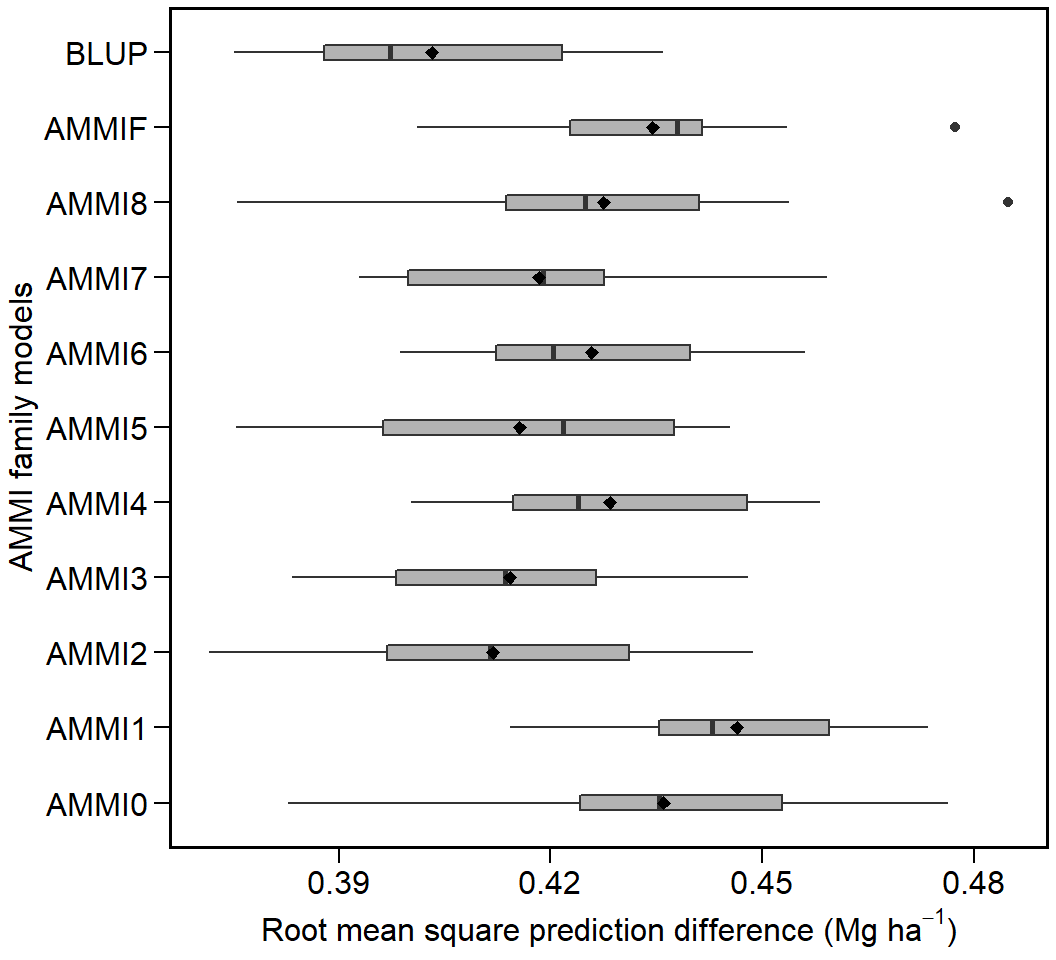 BLUP
AMMIF
AMMI8
AMMI7
AMMI6
AMMI5
AMMI4
AMMI3
AMMI2
AMMI1
AMMI0
AMMI family models
0.39 0.42 0.45 0.48
Root mean square prediction difference (Mg ha⁻¹)